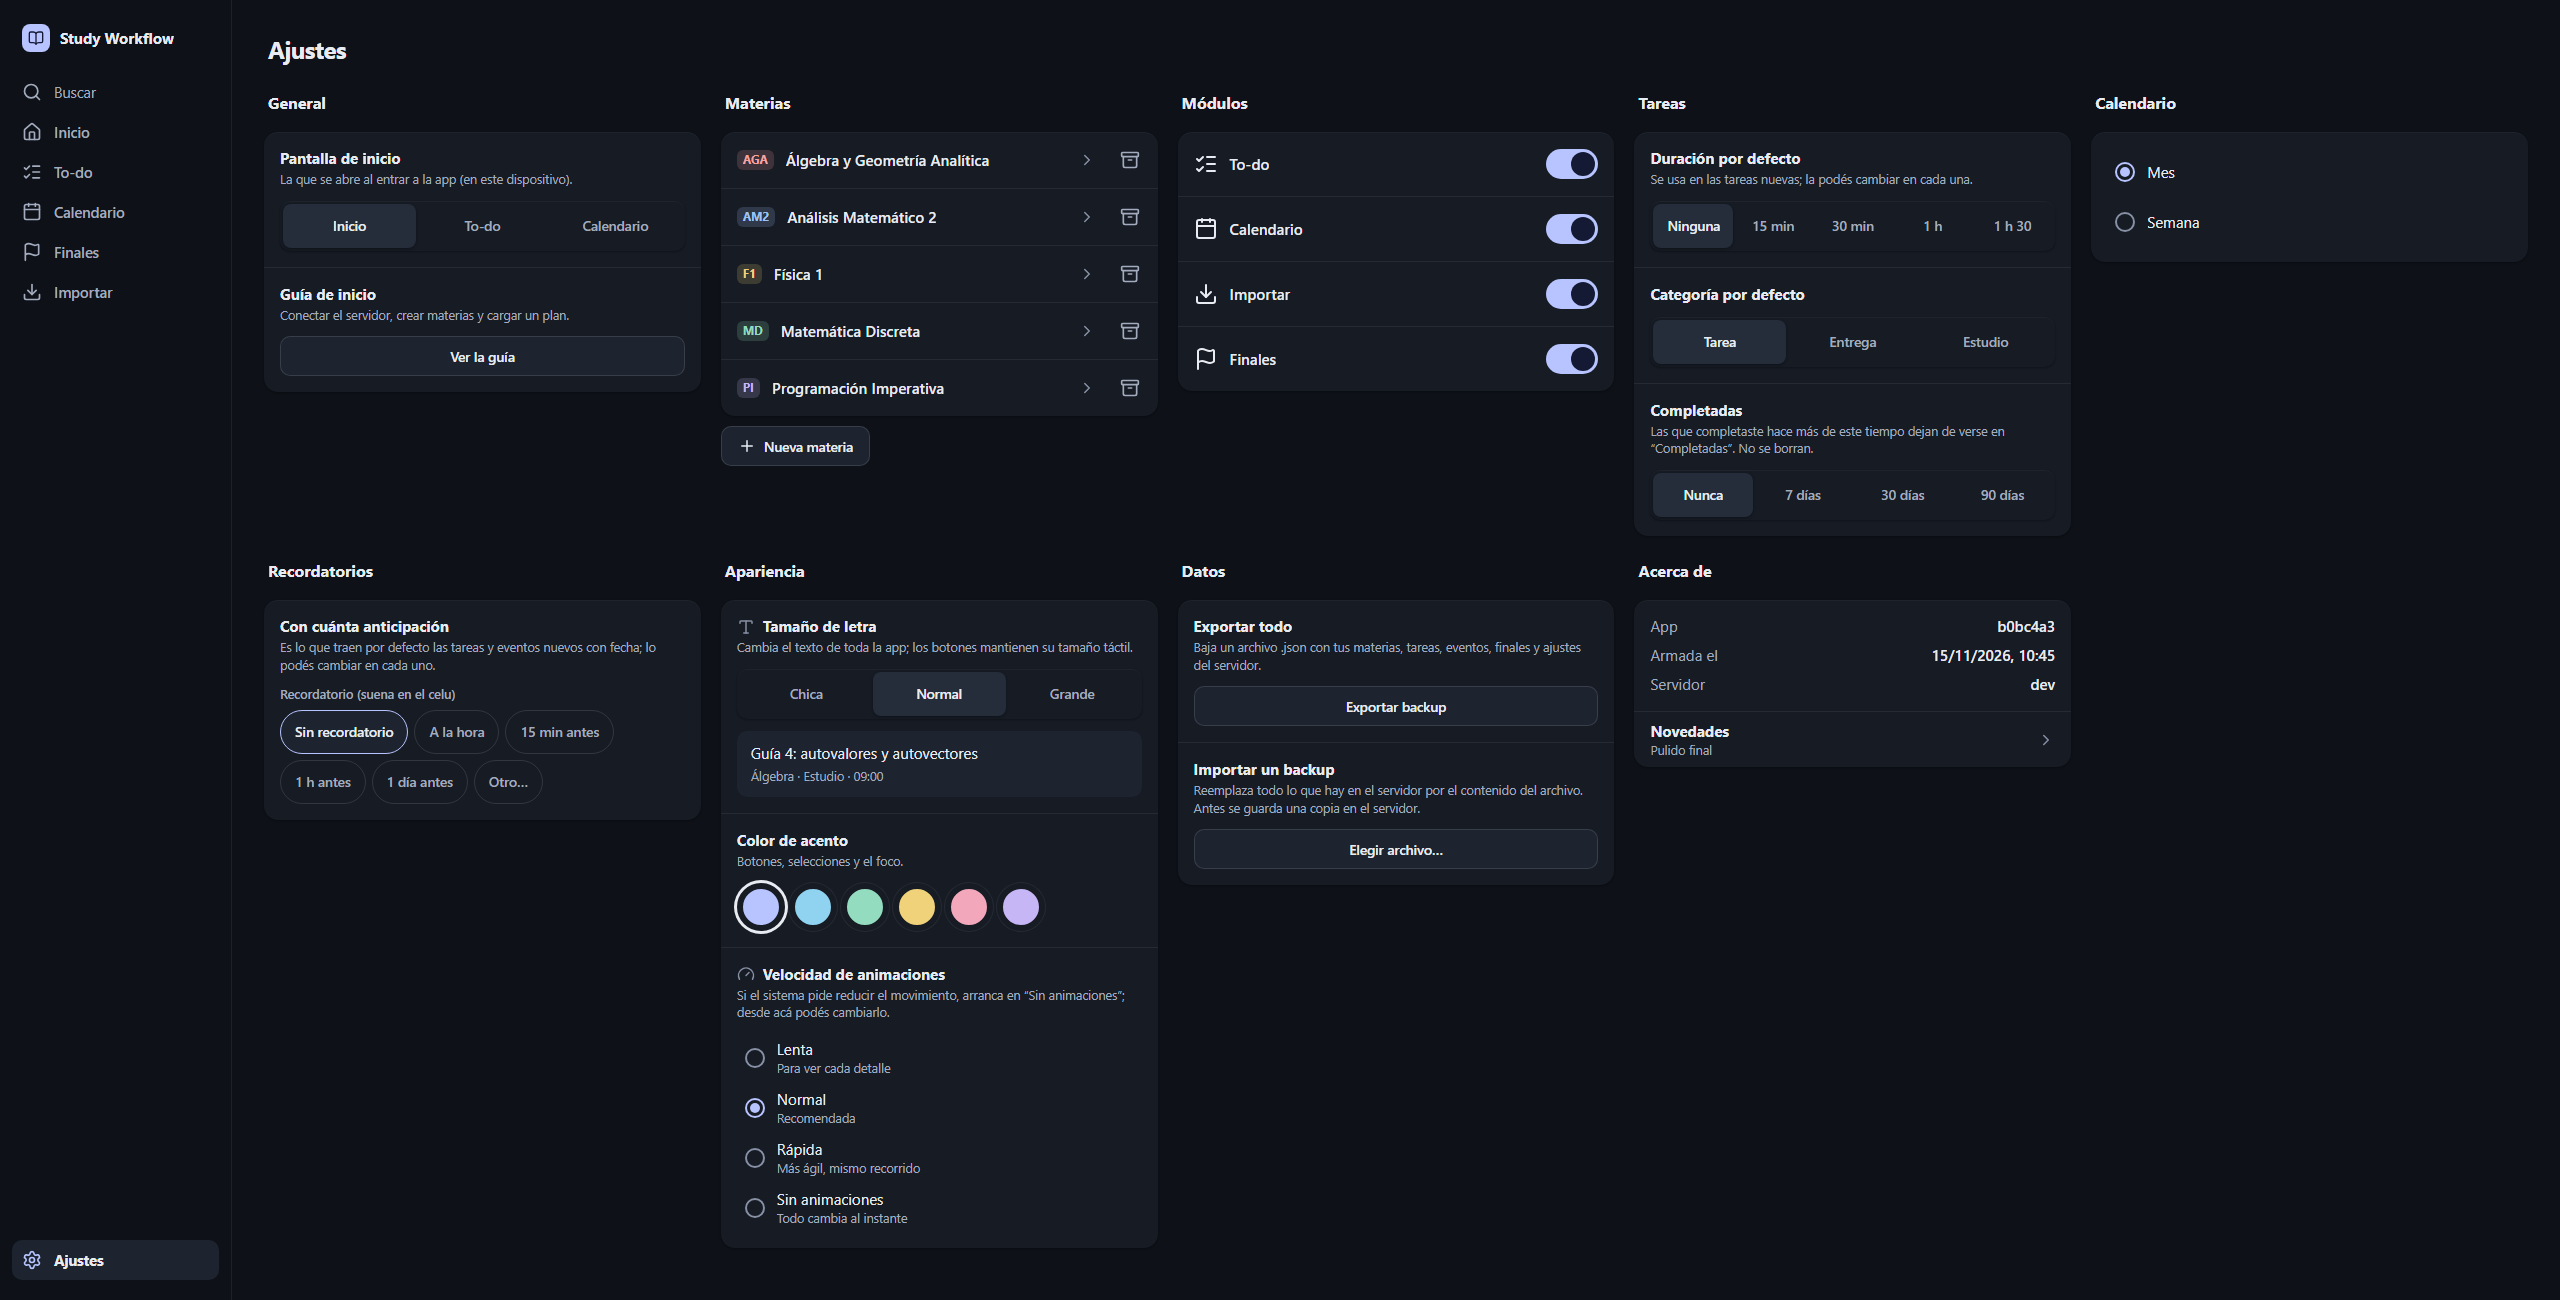 Study Workflow
Buscar
Inicio
To-do
Calendario
Finales
Importar
Ajustes
Ajustes
General
Pantalla de inicio
La que se abre al entrar a la app (en este dispositivo).
Inicio
To-do
Calendario
Guía de inicio
Conectar el servidor, crear materias y cargar un plan.
Ver la guía
Materias
AGA Álgebra y Geometría Analítica
AM2 Análisis Matemático 2
F1 Física 1
MD Matemática Discreta
PI Programación Imperativa
Nueva materia
Módulos
To-do
Calendario
Importar
Finales
Tareas
Duración por defecto
Se usa en las tareas nuevas; la podés cambiar en cada una.
Ninguna 15 min 30 min 1 h 1 h 30
Categoría por defecto
Tarea Entrega Estudio
Completadas
Las que completaste hace más de este tiempo dejan de verse en
“Completadas”. No se borran.
Nunca 7 días 30 días 90 días
Calendario
Mes
Semana
Recordatorios
Con cuánta anticipación
Es lo que traen por defecto las tareas y eventos nuevos con fecha; lo
podés cambiar en cada uno.
Recordatorio (suena en el celu)
Sin recordatorio A la hora 15 min antes
1 h antes 1 día antes Otro...
Apariencia
Tamaño de letra
Cambia el texto de toda la app; los botones mantienen su tamaño táctil.
Chica Normal Grande
Guía 4: autovalores y autovectores
Álgebra · Estudio · 09:00
Color de acento
Botones, selecciones y el foco.
Velocidad de animaciones
Si el sistema pide reducir el movimiento, arranca en “Sin animaciones”;
desde acá podés cambiarlo.
Lenta
Para ver cada detalle
Normal
Recomendada
Rápida
Más ágil, mismo recorrido
Sin animaciones
Todo cambia al instante
Datos
Exportar todo
Baja un archivo .json con tus materias, tareas, eventos, finales y ajustes
del servidor.
Exportar backup
Importar un backup
Reemplaza todo lo que hay en el servidor por el contenido del archivo.
Antes se guarda una copia en el servidor.
Elegir archivo...
Acerca de
App b0bc4a3
Armada el 15/11/2026, 10:45
Servidor dev
Novedades
Pulido final